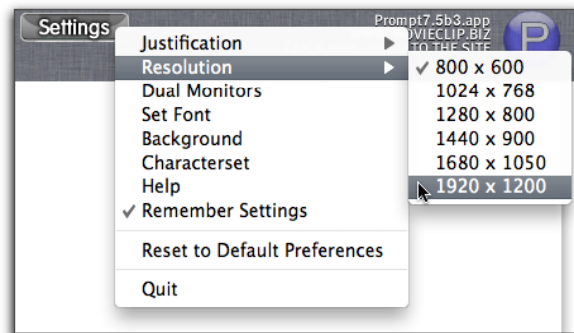 Settings
Prompt7.5b3.app
OVIECLIP.BIZ
TO THE SITE
P
Justification
Resolution
Dual Monitors
Set Font
Background
Characterset
Help
Remember Settings
Reset to Default Preferences
Quit
800 x 600
1024 x 768
1280 x 800
1440 x 900
1680 x 1050
1920 x 1200